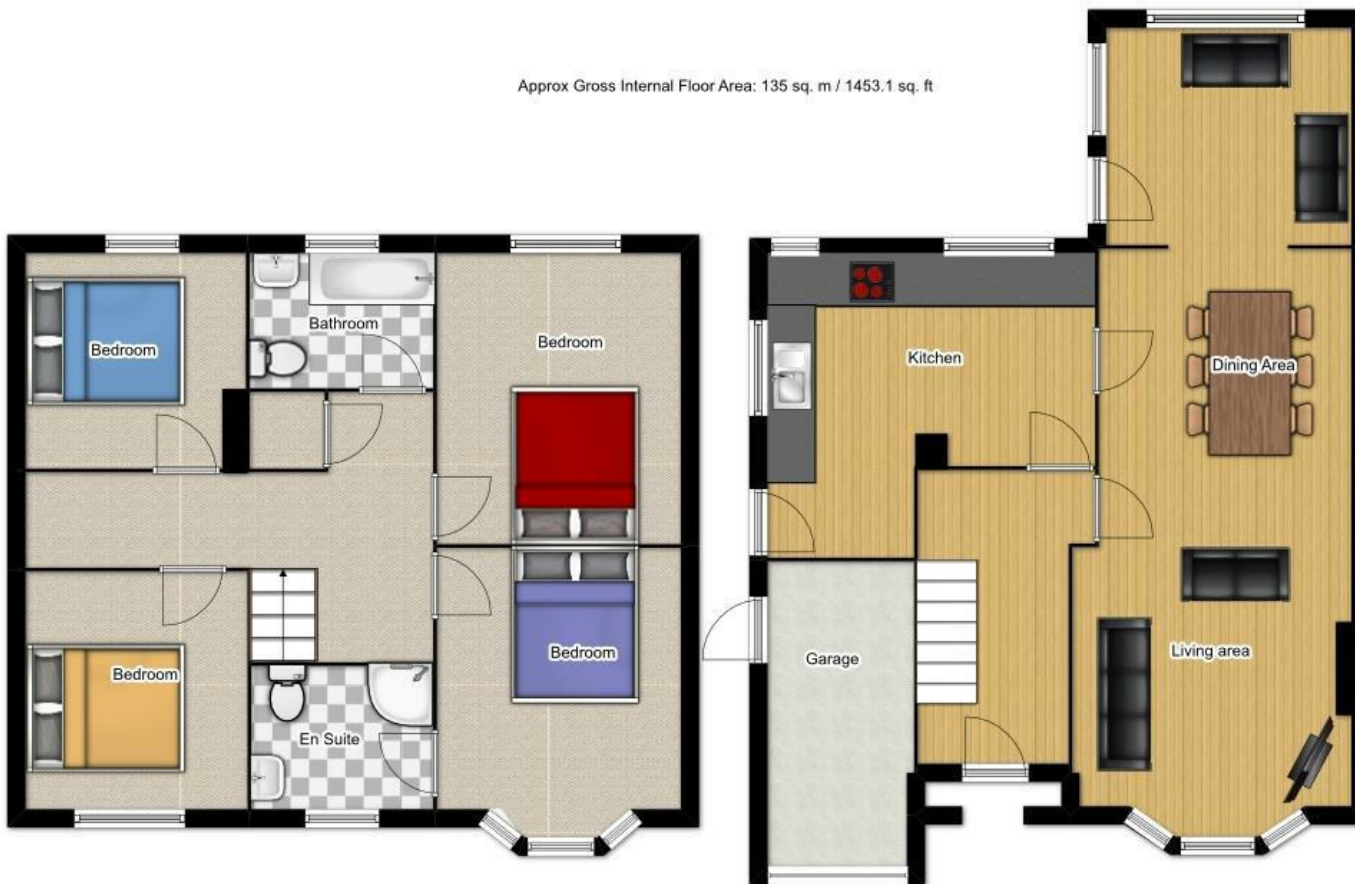 Approx Gross Internal Floor Area: 135 sq. m / 1453.1 sq. ft
Bedroom
Bathroom
Bedroom
Bedroom
En Suite
Bedroom
Kitchen
Dining Area
Garage
Living area